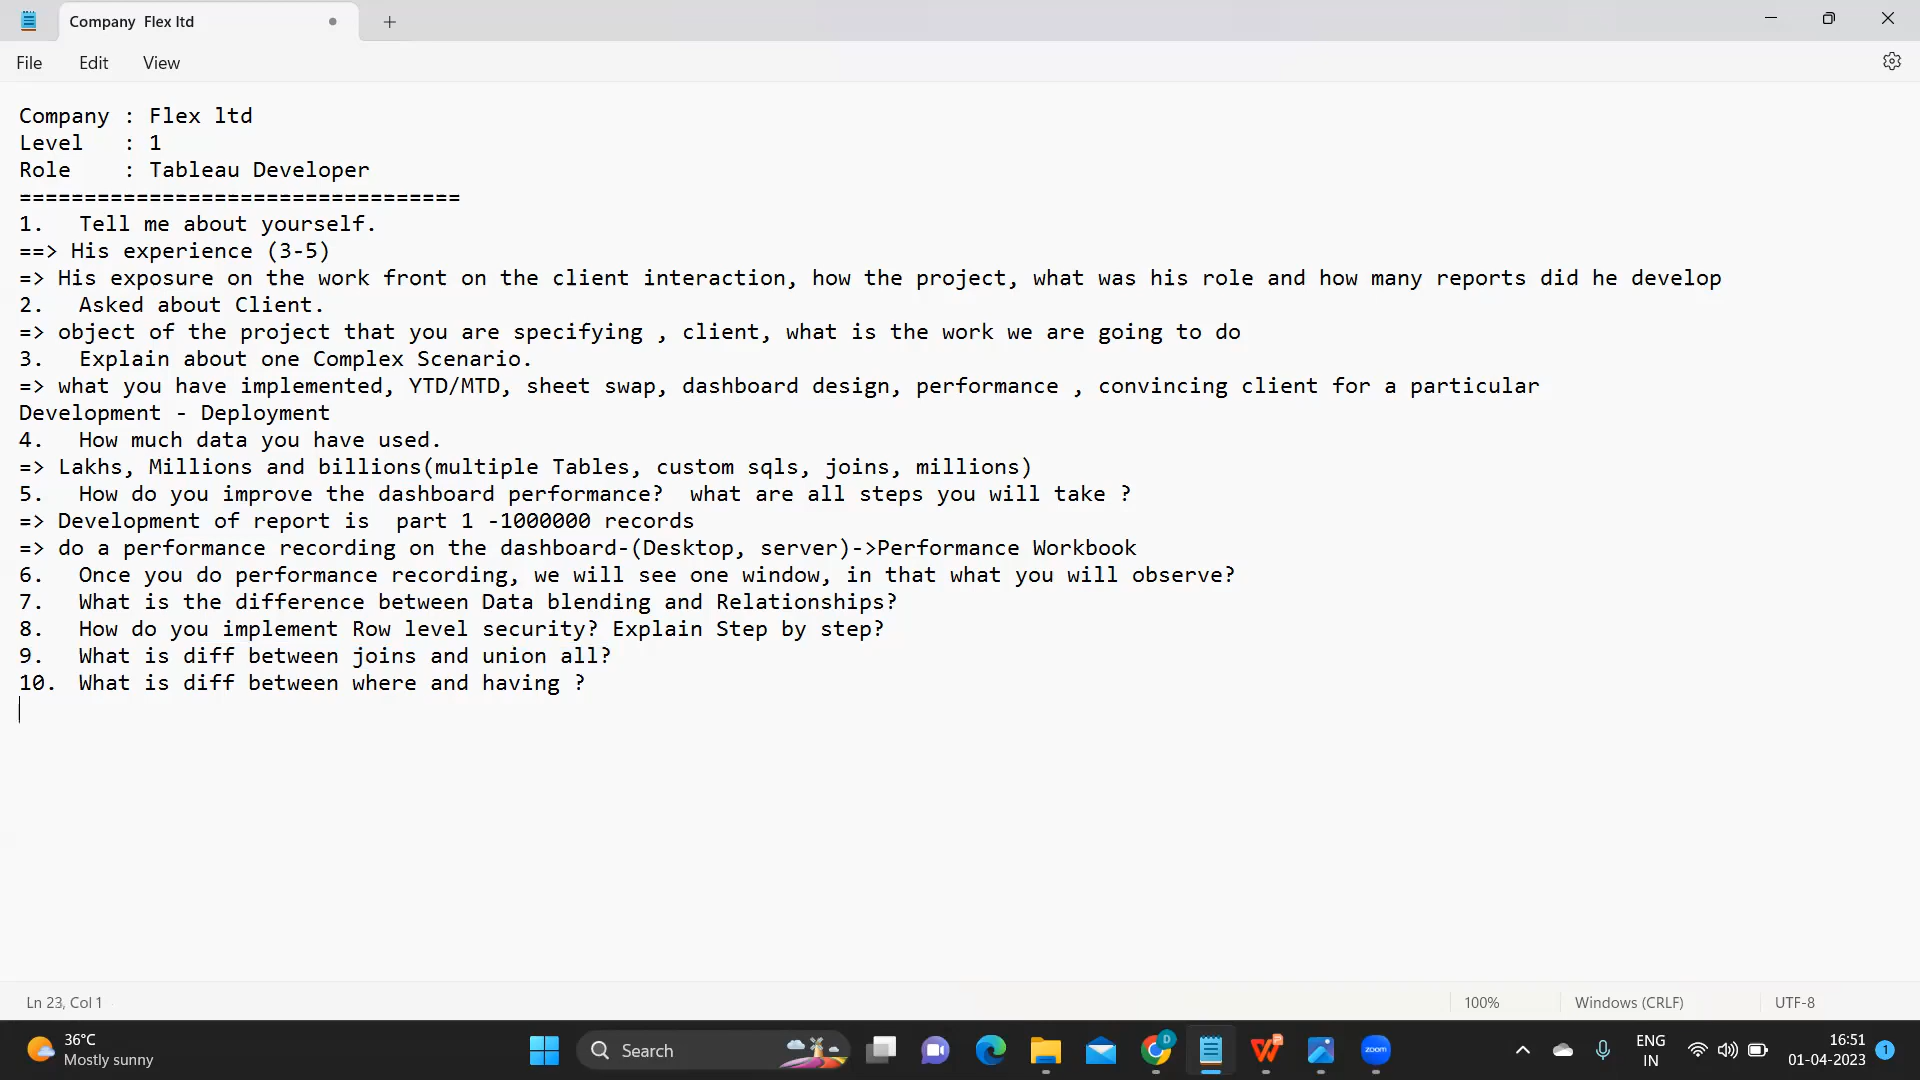 Company  Flex ltd
File Edit View
Company : Flex ltd
Level   : 1
Role    : Tableau Developer
==================================
1.   Tell me about yourself.
==> His experience (3-5)
=> His exposure on the work front on the client interaction, how the project, what was his role and how many reports did he develop
2.   Asked about Client.
=> object of the project that you are specifying , client, what is the work we are going to do
3.   Explain about one Complex Scenario.
=> what you have implemented, YTD/MTD, sheet swap, dashboard design, performance , convincing client for a particular
Development - Deployment
4.   How much data you have used.
=> Lakhs, Millions and billions(multiple Tables, custom sqls, joins, millions)
5.   How do you improve the dashboard performance?  what are all steps you will take ?
=> Development of report is  part 1 -1000000 records
=> do a performance recording on the dashboard-(Desktop, server)->Performance Workbook
6.   Once you do performance recording, we will see one window, in that what you will observe?
7.   What is the difference between Data blending and Relationships?
8.   How do you implement Row level security? Explain Step by step?
9.   What is diff between joins and union all?
10.  What is diff between where and having ?
Ln 23, Col 1 100% Windows (CRLF) UTF-8
36°C
Mostly sunny
Search
D
zoom
ENG
IN
16:51
01-04-2023
1